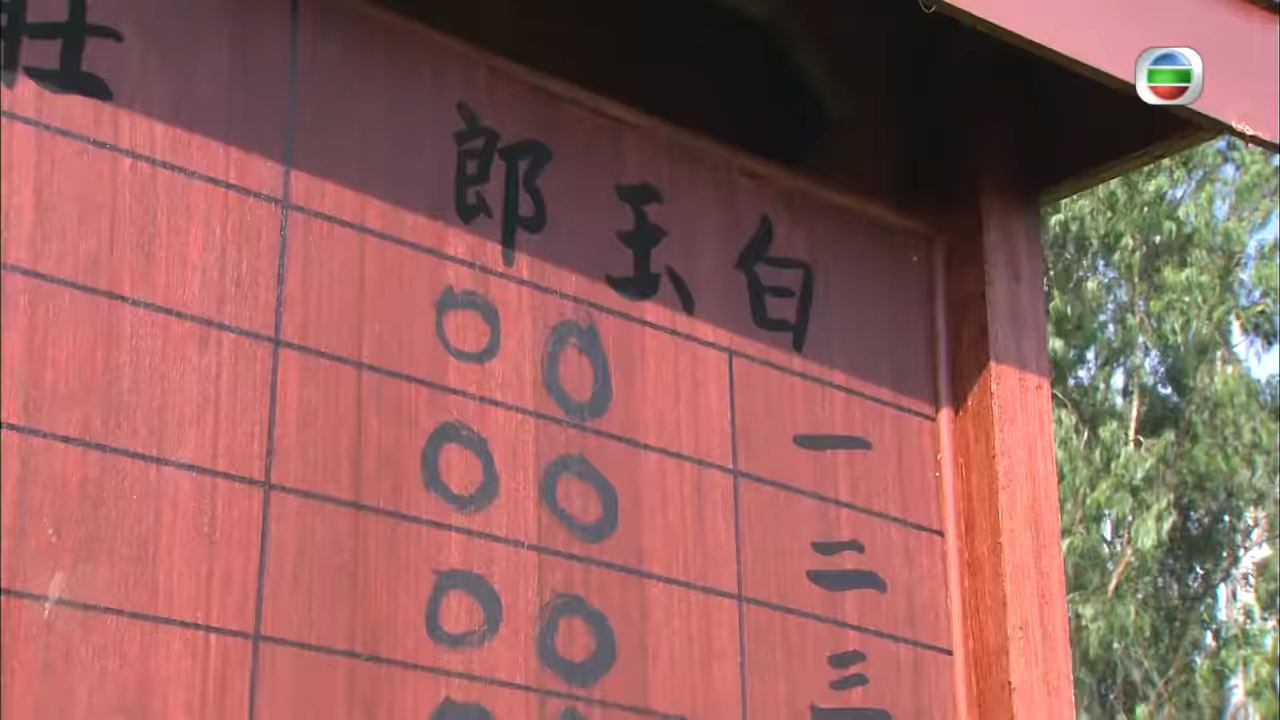 白玉郎
一 ○○
二 ○○
三 ○○